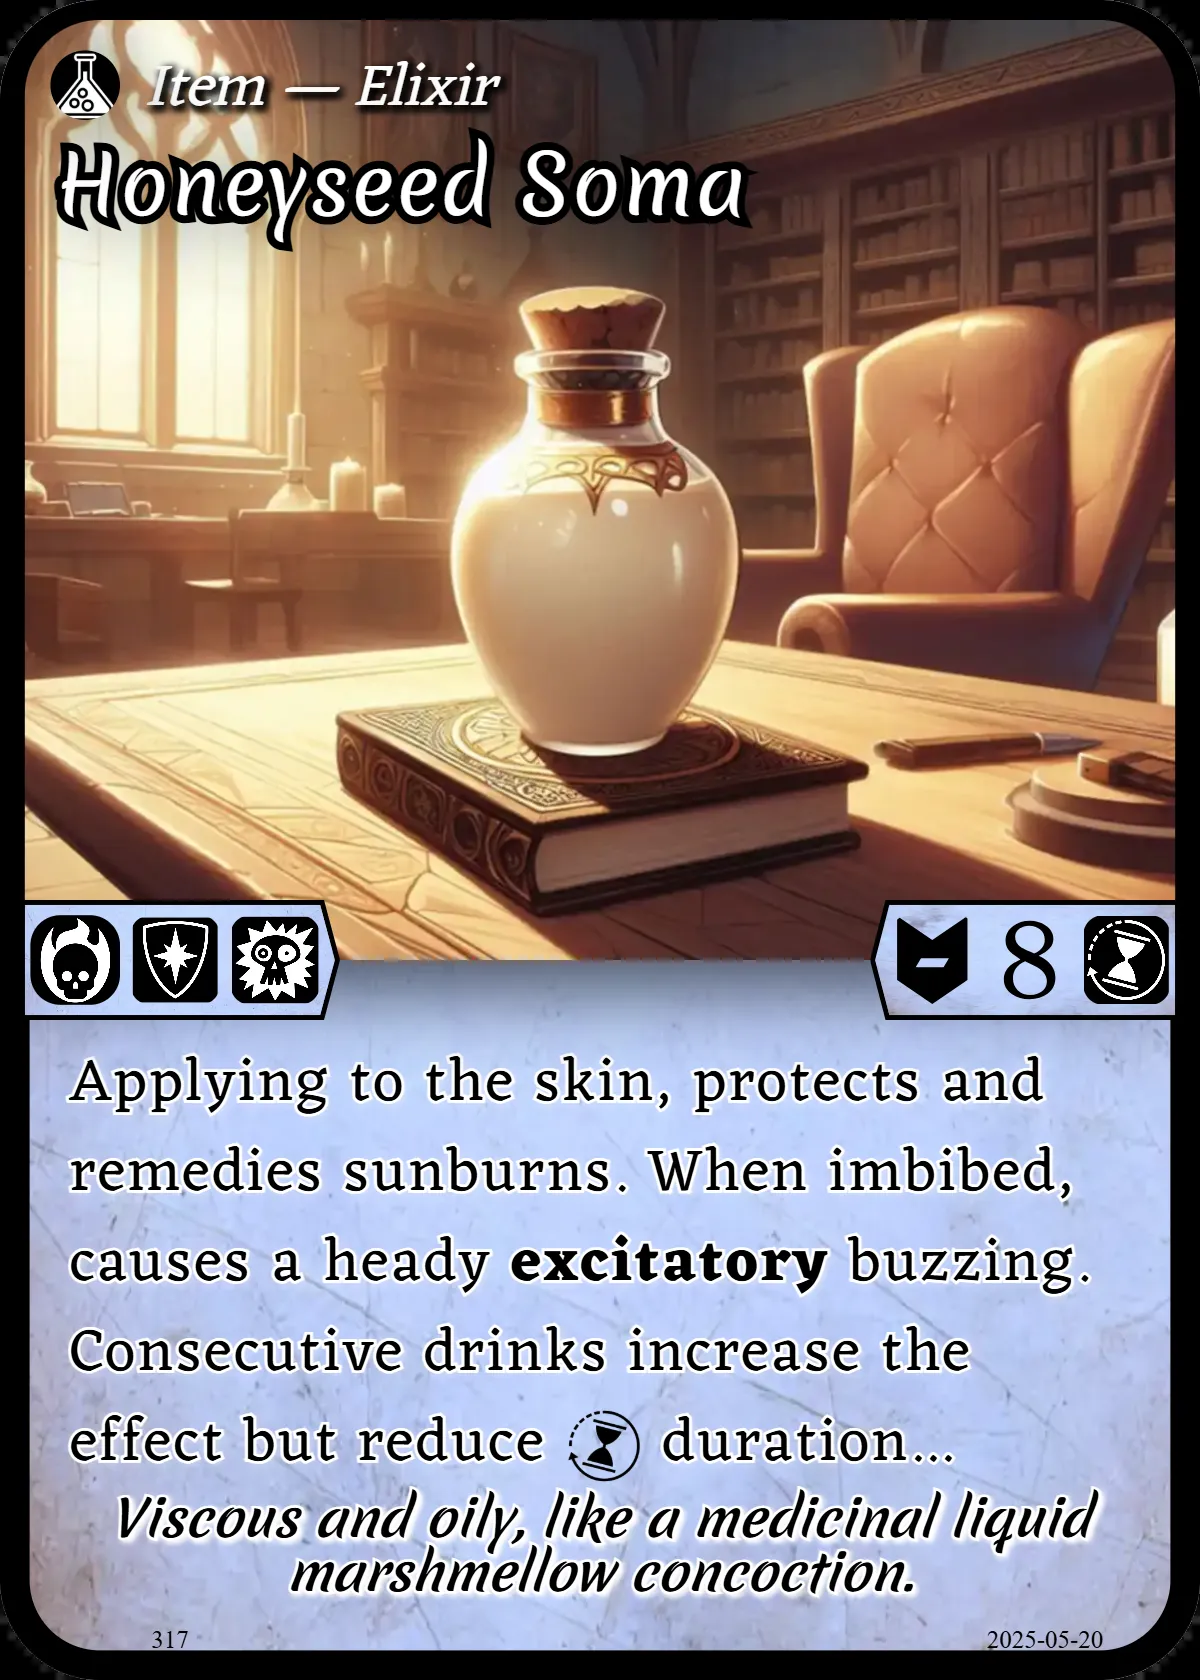 Item — Elixir
Honeyseed Soma
- 8
Applying to the skin, protects and
remedies sunburns. When imbibed,
causes a heady excitatory buzzing.
Consecutive drinks increase the
effect but reduce duration...
Viscous and oily, like a medicinal liquid
marshmellow concoction.
317 2025-05-20